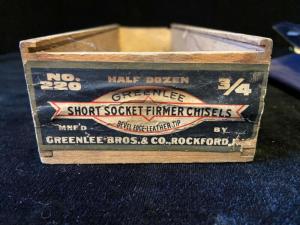 NO. 220 HALF DOZEN 3/4
GREENLEE
SHORT SOCKET FIRMER CHISELS
BEVEL EDGE-LEATHER TIP
MNF'D BY
GREENLEE BROS. & CO., ROCKFORD,